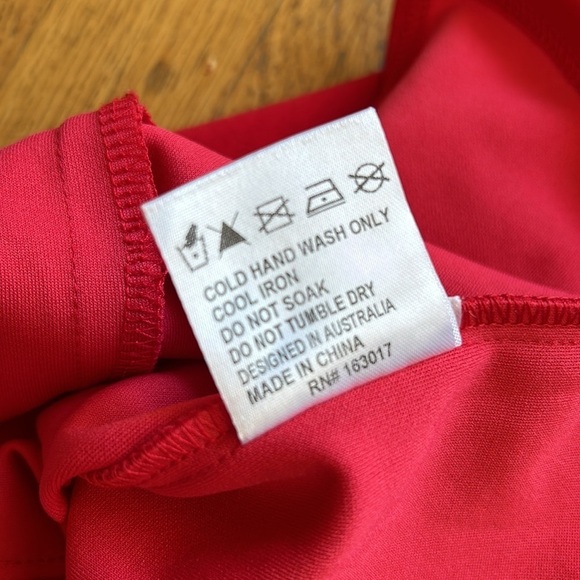 COLD HAND WASH ONLY
COOL IRON
DO NOT SOAK
DO NOT TUMBLE DRY
DESIGNED IN AUSTRALIA
MADE IN CHINA
RN# 163017